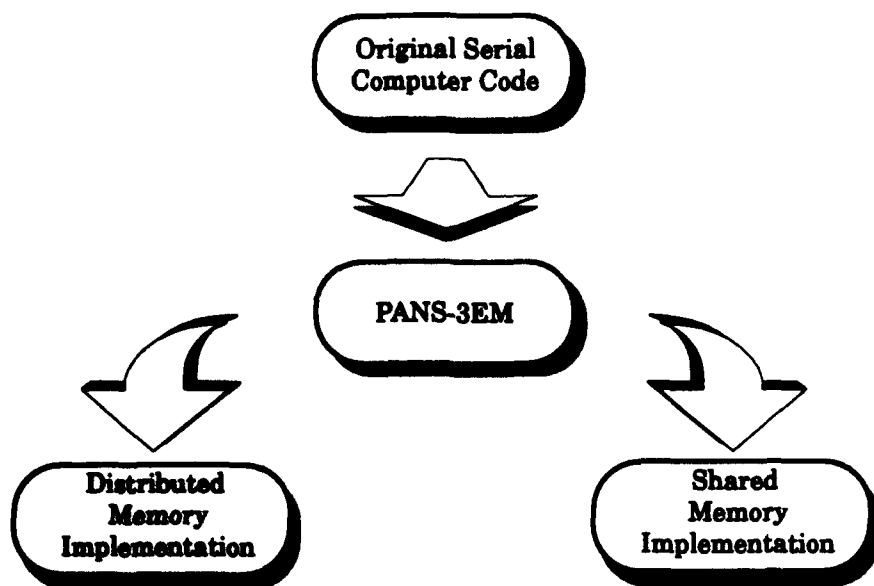 Original Serial
Computer Code
PANS-3EM
Distributed
Memory
Implementation
Shared
Memory
Implementation